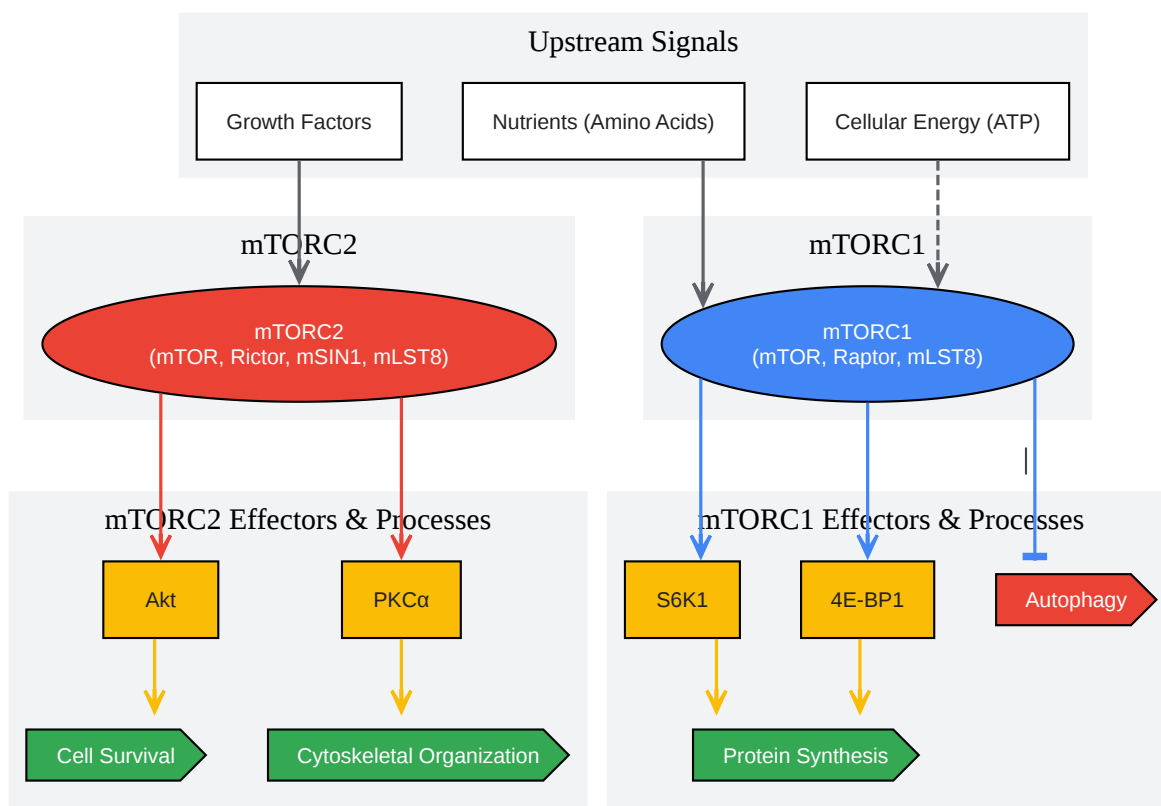 Upstream Signals
Growth Factors
Nutrients (Amino Acids)
Cellular Energy (ATP)
mTORC2
mTORC1
mTORC2
(mTOR, Rictor, mSIN1, mLST8)
mTORC1
(mTOR, Raptor, mLST8)
|
mTORC2 Effectors & Processes
mTORC1 Effectors & Processes
Akt
PKCα
S6K1
4E-BP1
Autophagy
Cell Survival
Cytoskeletal Organization
Protein Synthesis